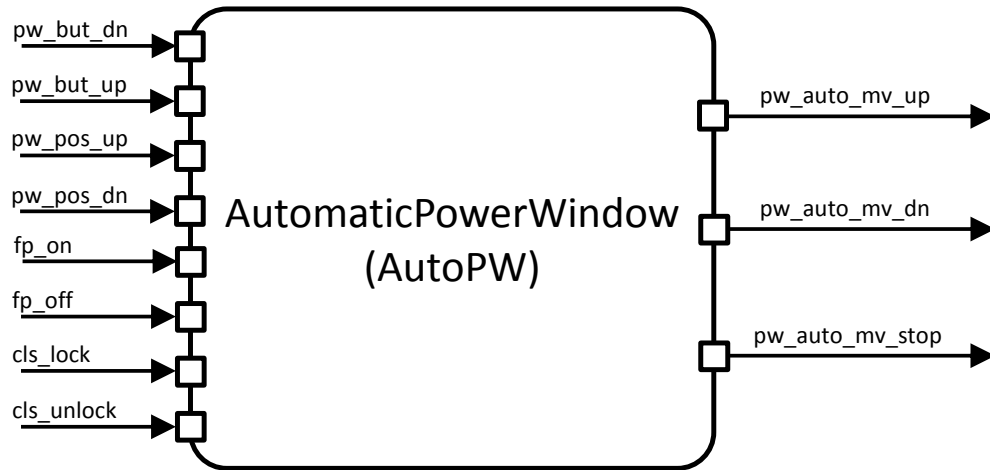 pw_but_dn
pw_but_up
pw_pos_up
pw_pos_dn
fp_on
fp_off
cls_lock
cls_unlock
AutomaticPowerWindow
(AutoPW)
pw_auto_mv_up
pw_auto_mv_dn
pw_auto_mv_stop